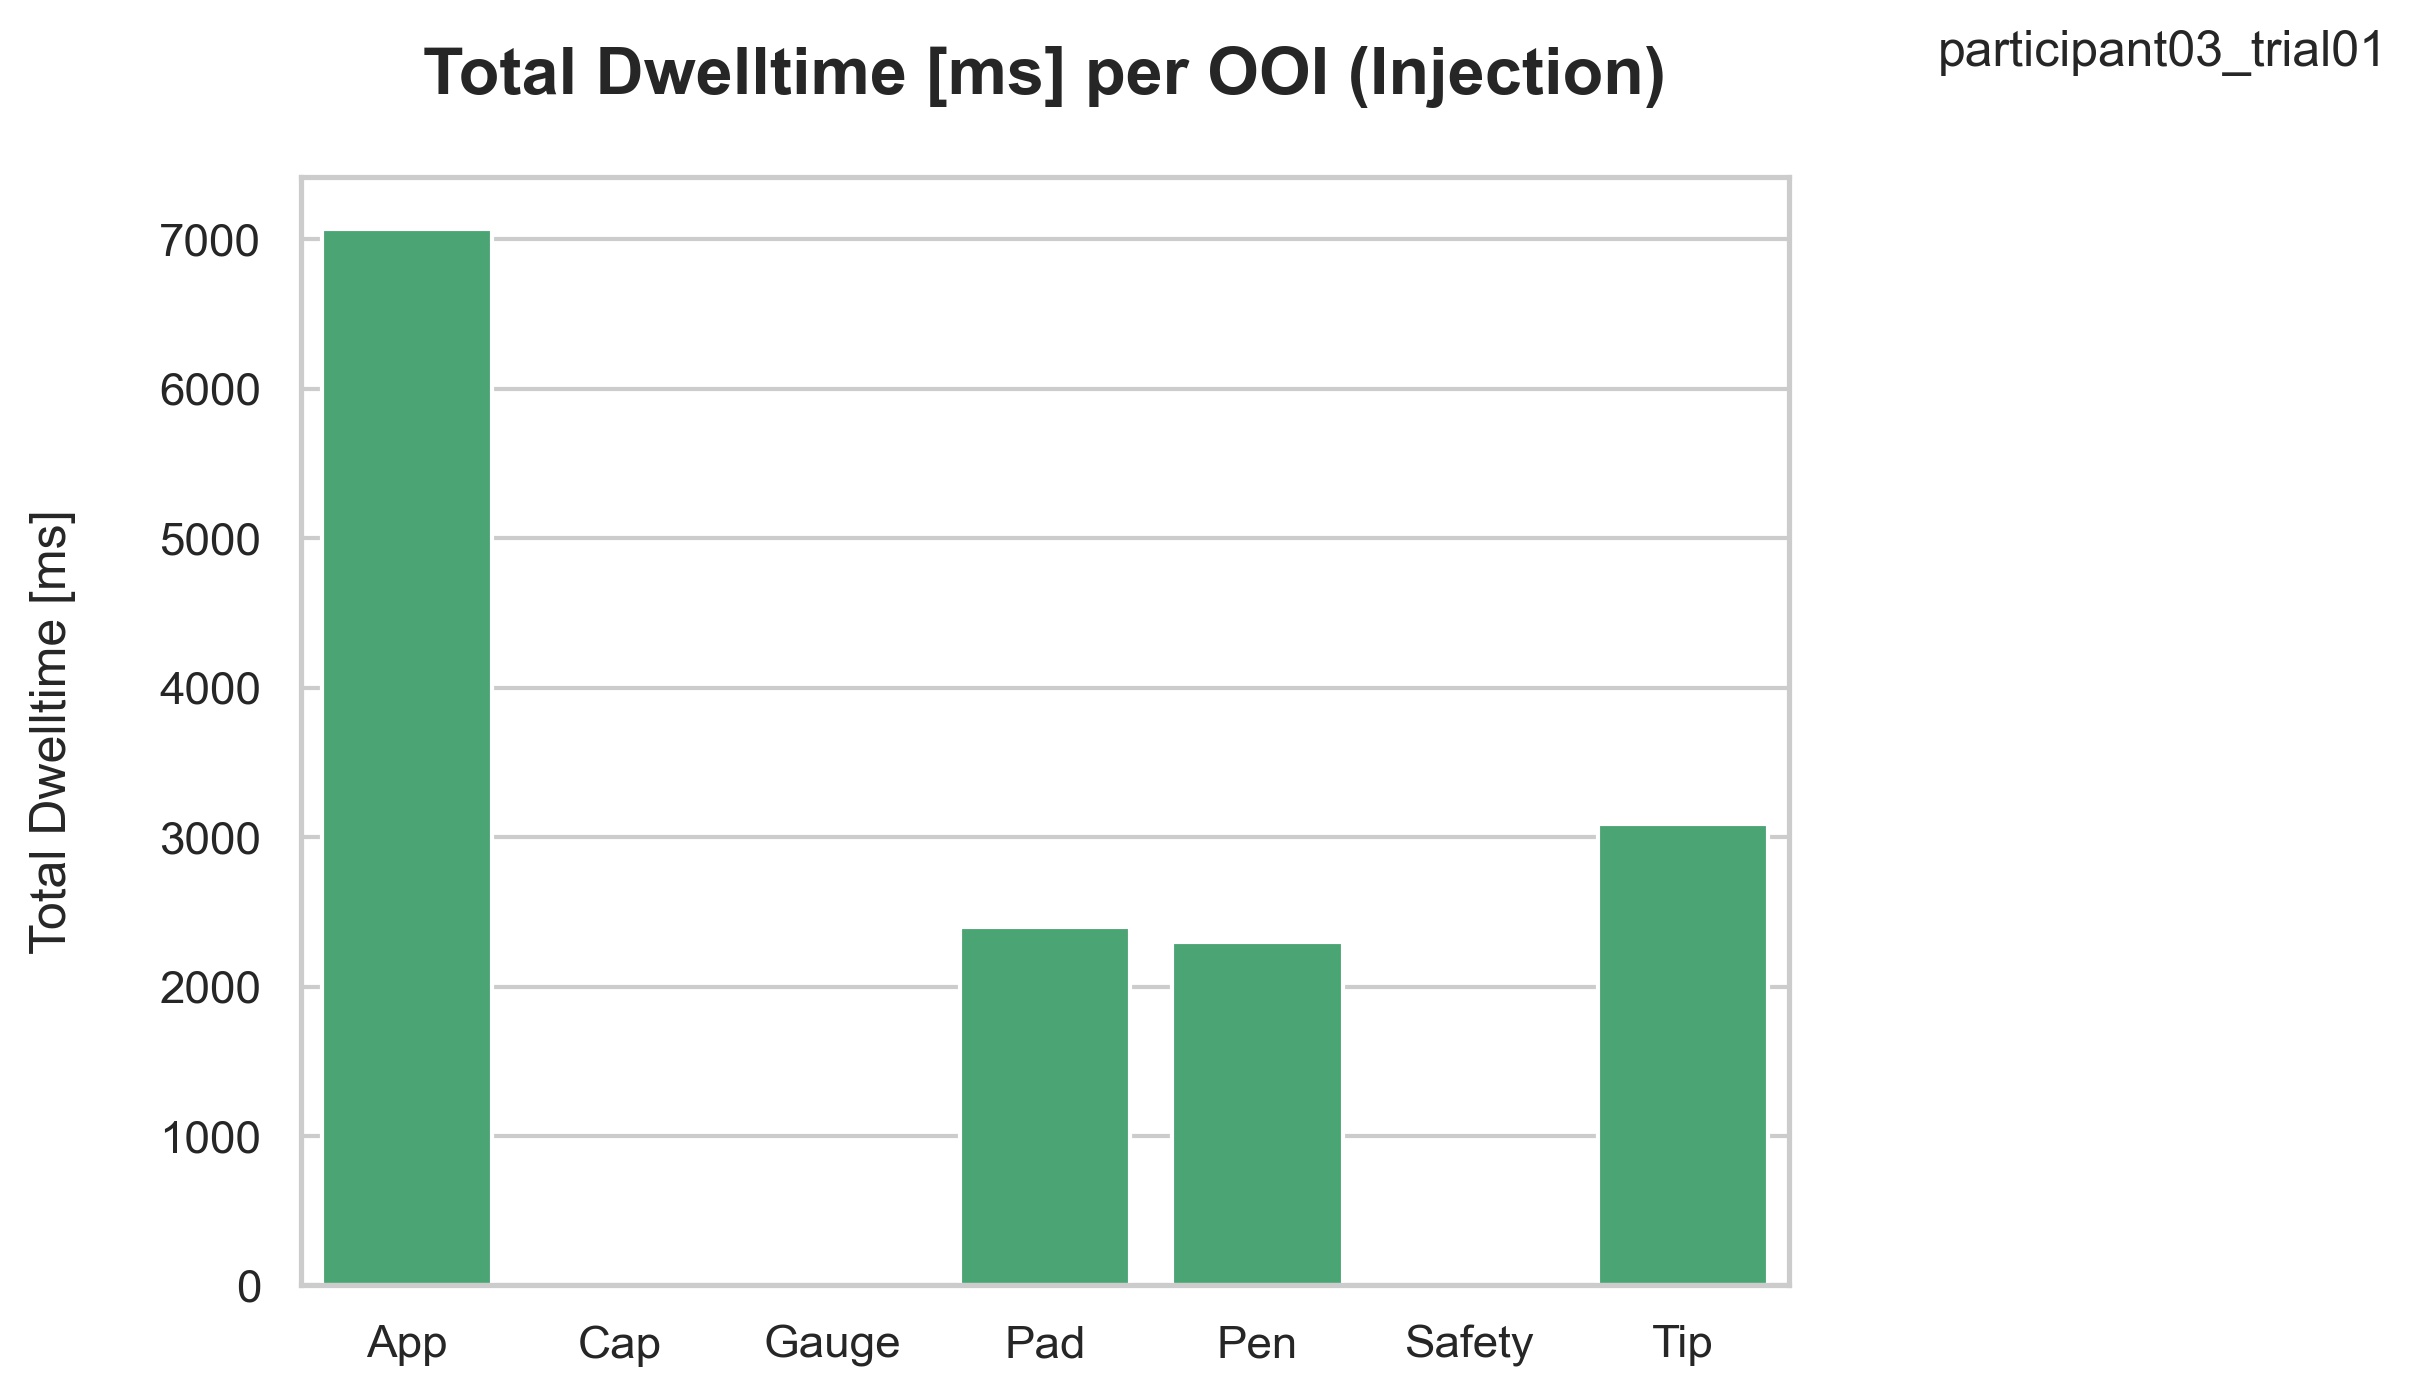 Total Dwelltime [ms] per OOI (Injection)
participant03_trial01
Total Dwelltime [ms]
7000
6000
5000
4000
3000
2000
1000
0
App Cap Gauge Pad Pen Safety Tip